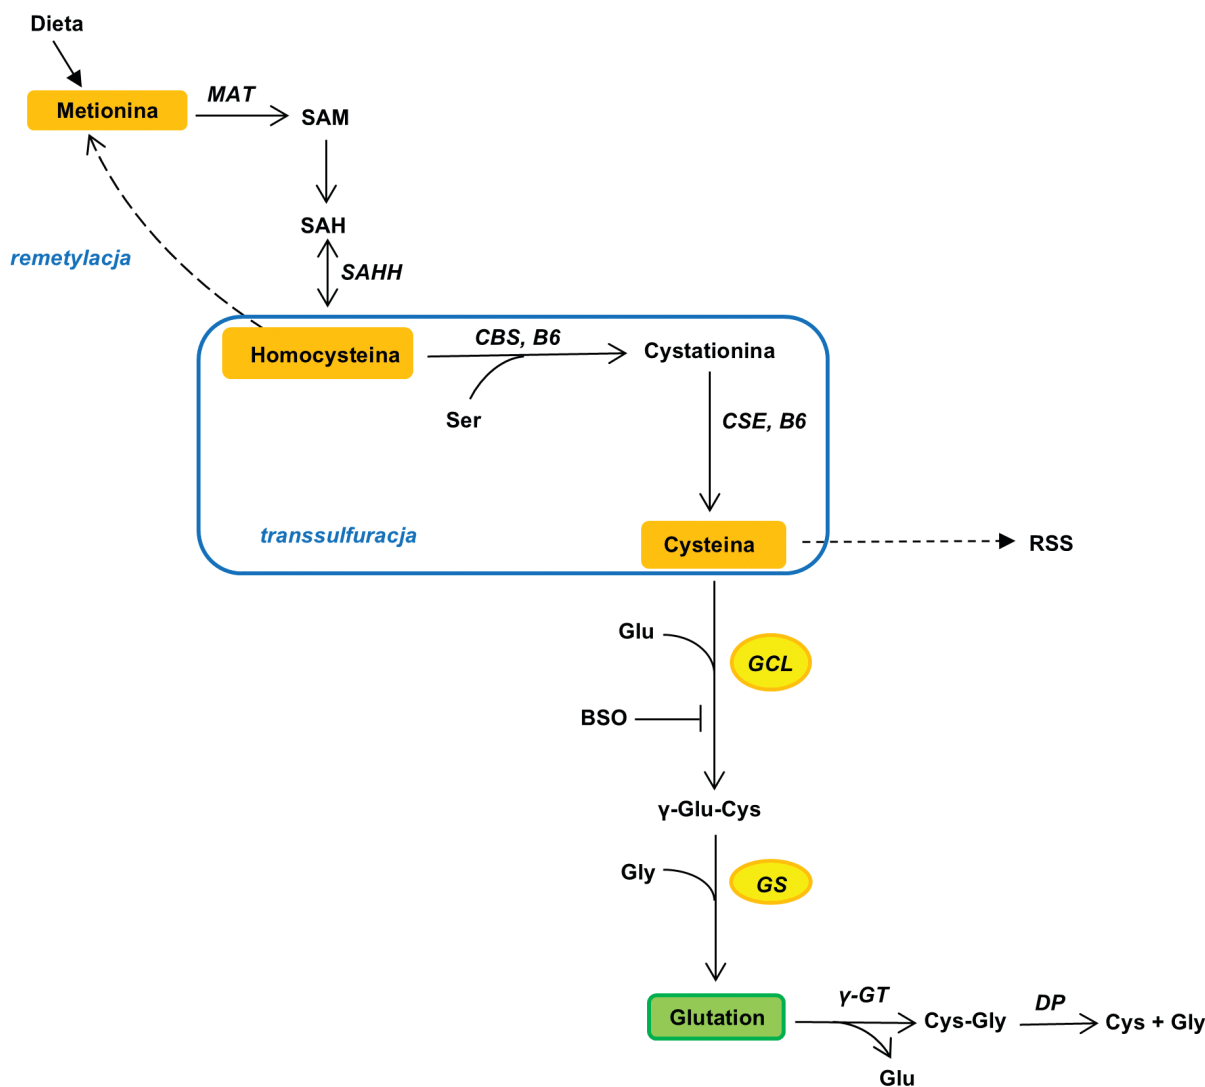 Dieta
Metionina
MAT
SAM
SAH
remetylacja
SAHH
Homocysteina
CBS, B6
Cystationina
Ser
CSE, B6
transsulfuracja
Cysteina
RSS
Glu
GCL
BSO
γ-Glu-Cys
Gly
GS
Glutation
γ-GT
Cys-Gly
DP
Cys + Gly
Glu